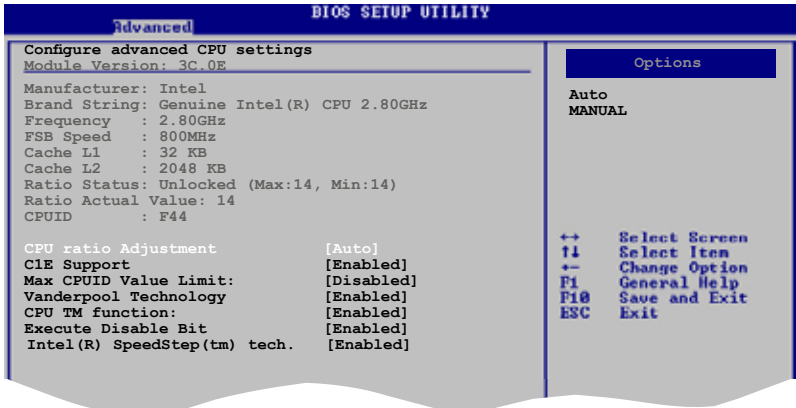 BIOS SETUP UTILITY
Advanced
Configure advanced CPU settings
Module Version: 3C.0E
Manufacturer: Intel
Brand String: Genuine Intel(R) CPU 2.80GHz
Frequency : 2.80GHz
FSB Speed : 800MHz
Cache L1 : 32 KB
Cache L2 : 2048 KB
Ratio Status: Unlocked (Max:14, Min:14)
Ratio Actual Value: 14
CPUID : F44
CPU ratio Adjustment [Auto]
C1E Support [Enabled]
Max CPUID Value Limit: [Disabled]
Vanderpool Technology [Enabled]
CPU TM function: [Enabled]
Execute Disable Bit [Enabled]
Intel(R) SpeedStep(tm) tech. [Enabled]
Options
Auto
MANUAL
←→ Select Screen
↑↓ Select Item
+- Change Option
F1 General Help
F10 Save and Exit
ESC Exit